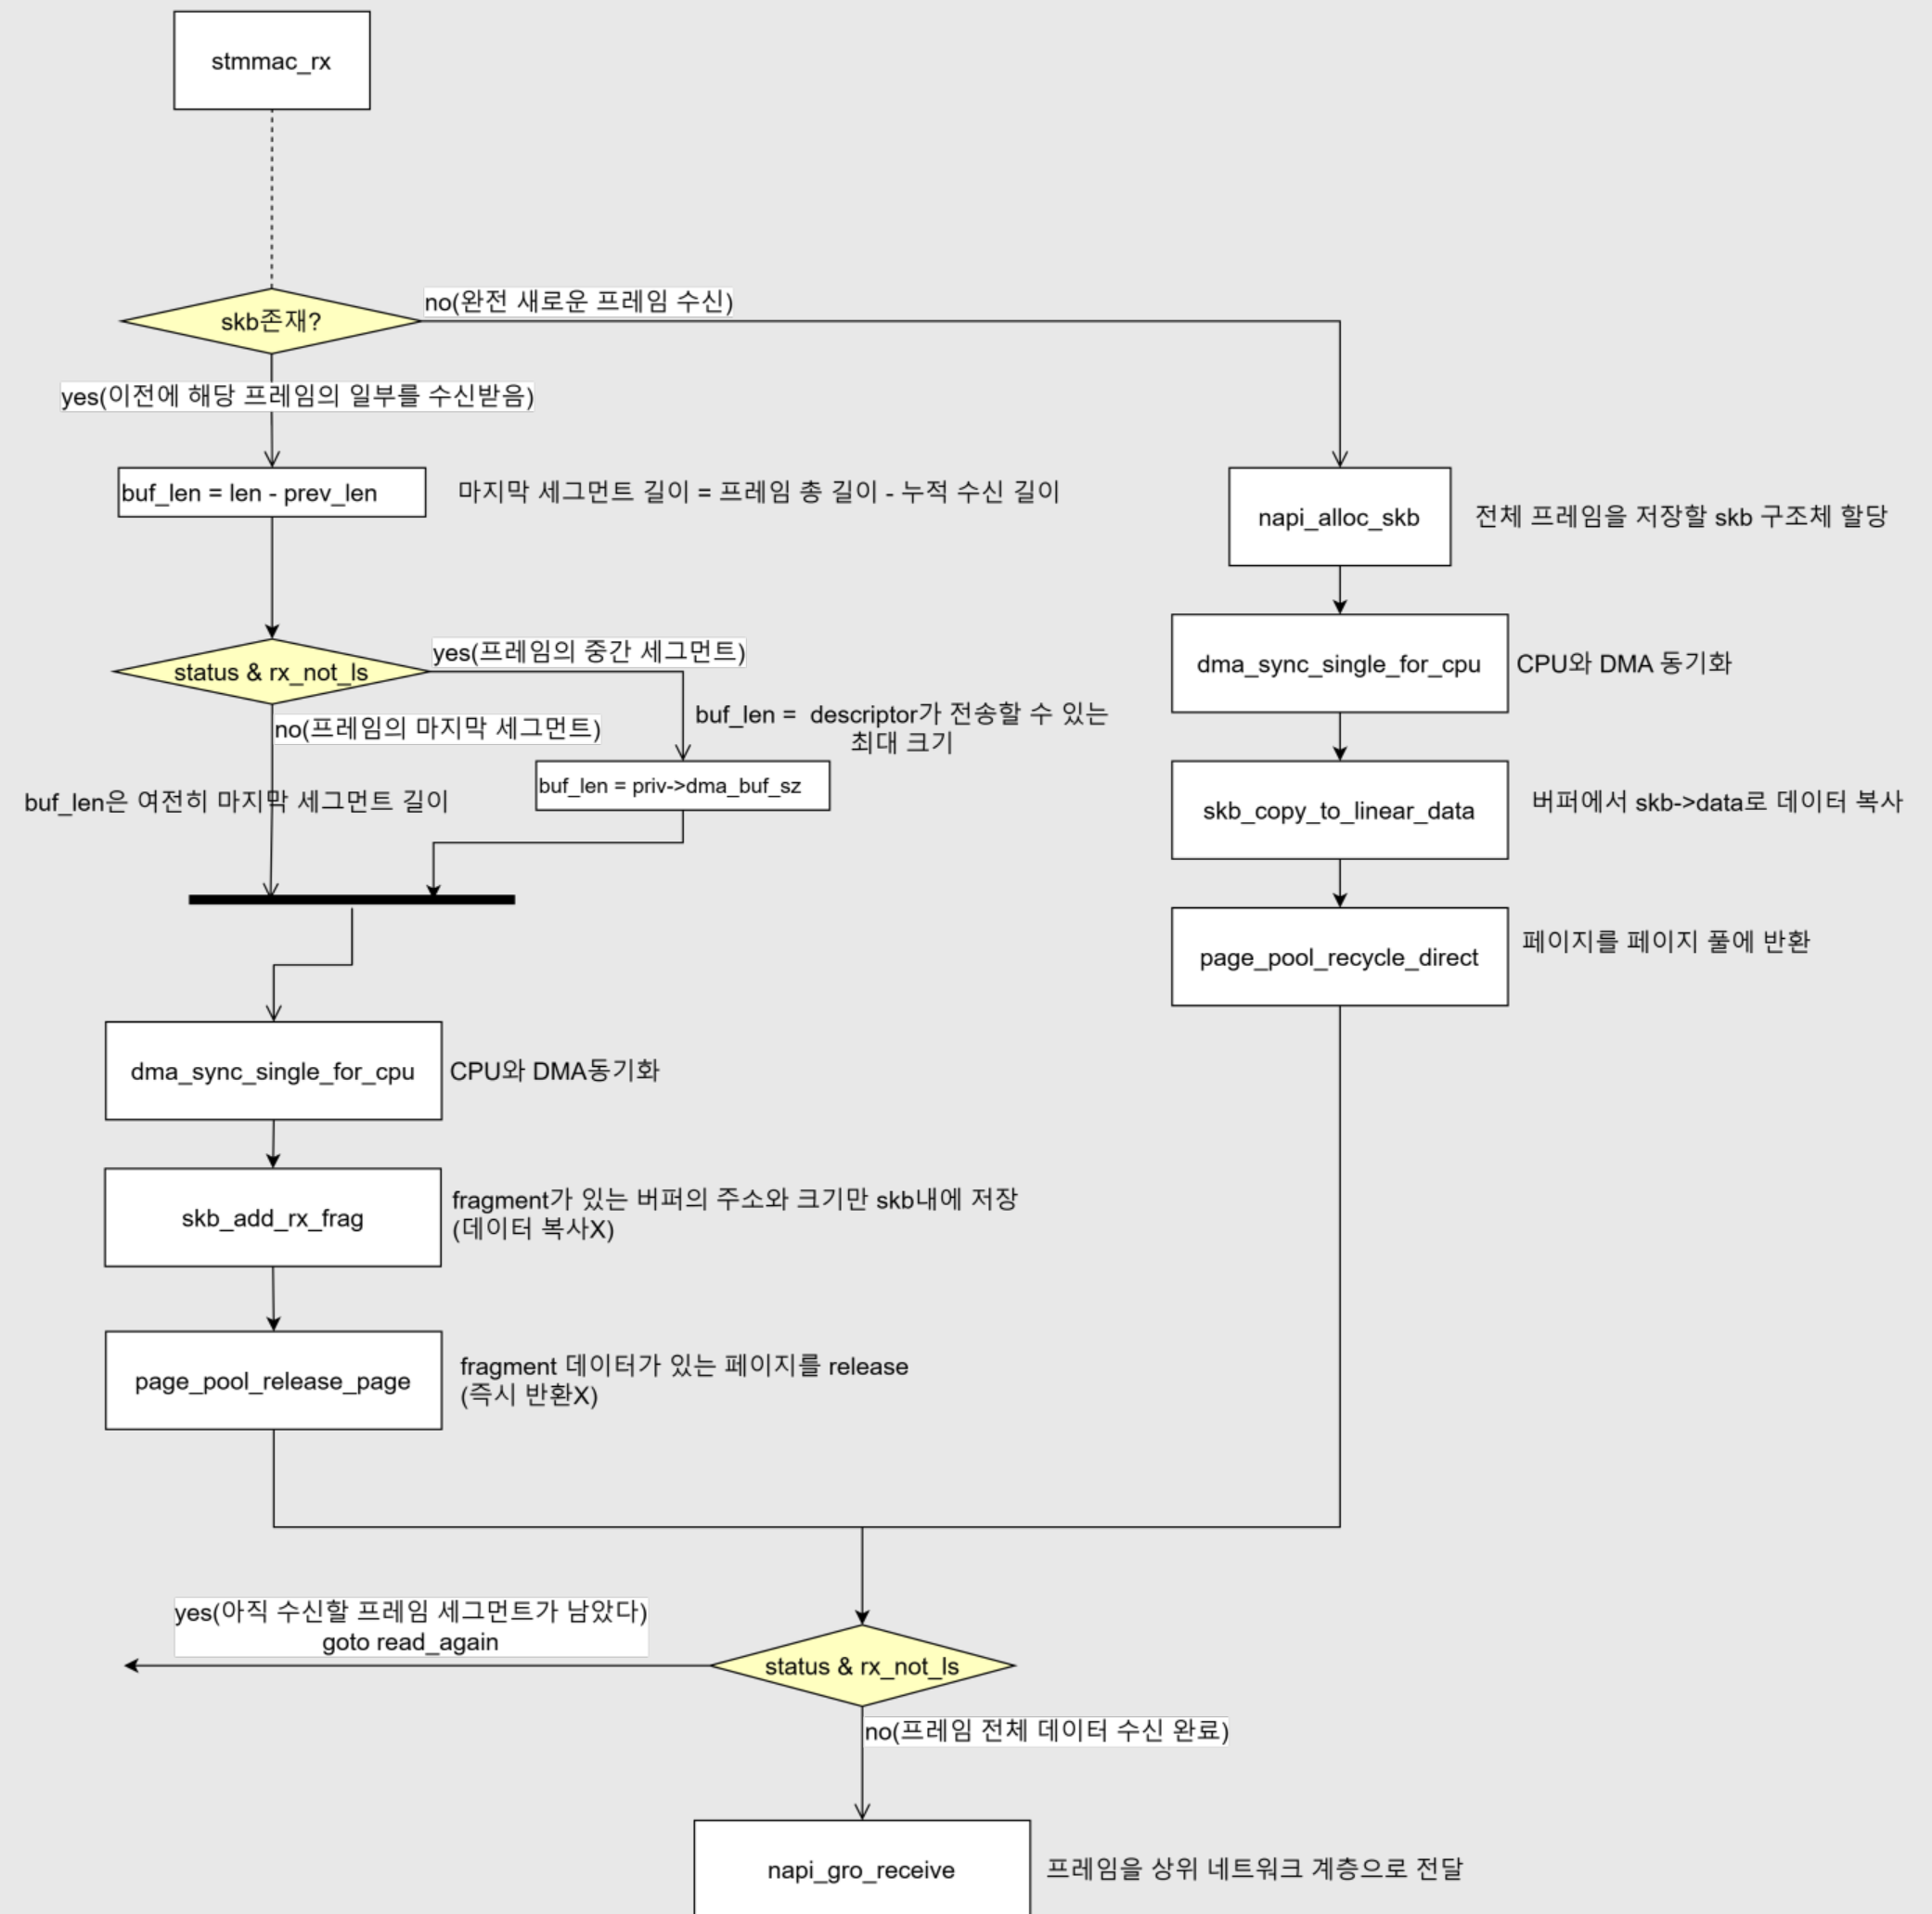 stmmac_rx
skb존재?
no(완전 새로운 프레임 수신)
yes(이전에 해당 프레임의 일부를 수신받음)
buf_len = len - prev_len
마지막 세그먼트 길이 = 프레임 총 길이 - 누적 수신 길이
napi_alloc_skb
전체 프레임을 저장할 skb 구조체 할당
status & rx_not_ls
yes(프레임의 중간 세그먼트)
no(프레임의 마지막 세그먼트)
buf_len =  descriptor가 전송할 수 있는
최대 크기
buf_len = priv->dma_buf_sz
buf_len은 여전히 마지막 세그먼트 길이
dma_sync_single_for_cpu
CPU와 DMA 동기화
skb_copy_to_linear_data
버퍼에서 skb->data로 데이터 복사
page_pool_recycle_direct
페이지를 페이지 풀에 반환
dma_sync_single_for_cpu
CPU와 DMA동기화
skb_add_rx_frag
fragment가 있는 버퍼의 주소와 크기만 skb내에 저장
(데이터 복사X)
page_pool_release_page
fragment 데이터가 있는 페이지를 release
(즉시 반환X)
yes(아직 수신할 프레임 세그먼트가 남았다)
goto read_again
status & rx_not_ls
no(프레임 전체 데이터 수신 완료)
napi_gro_receive
프레임을 상위 네트워크 계층으로 전달